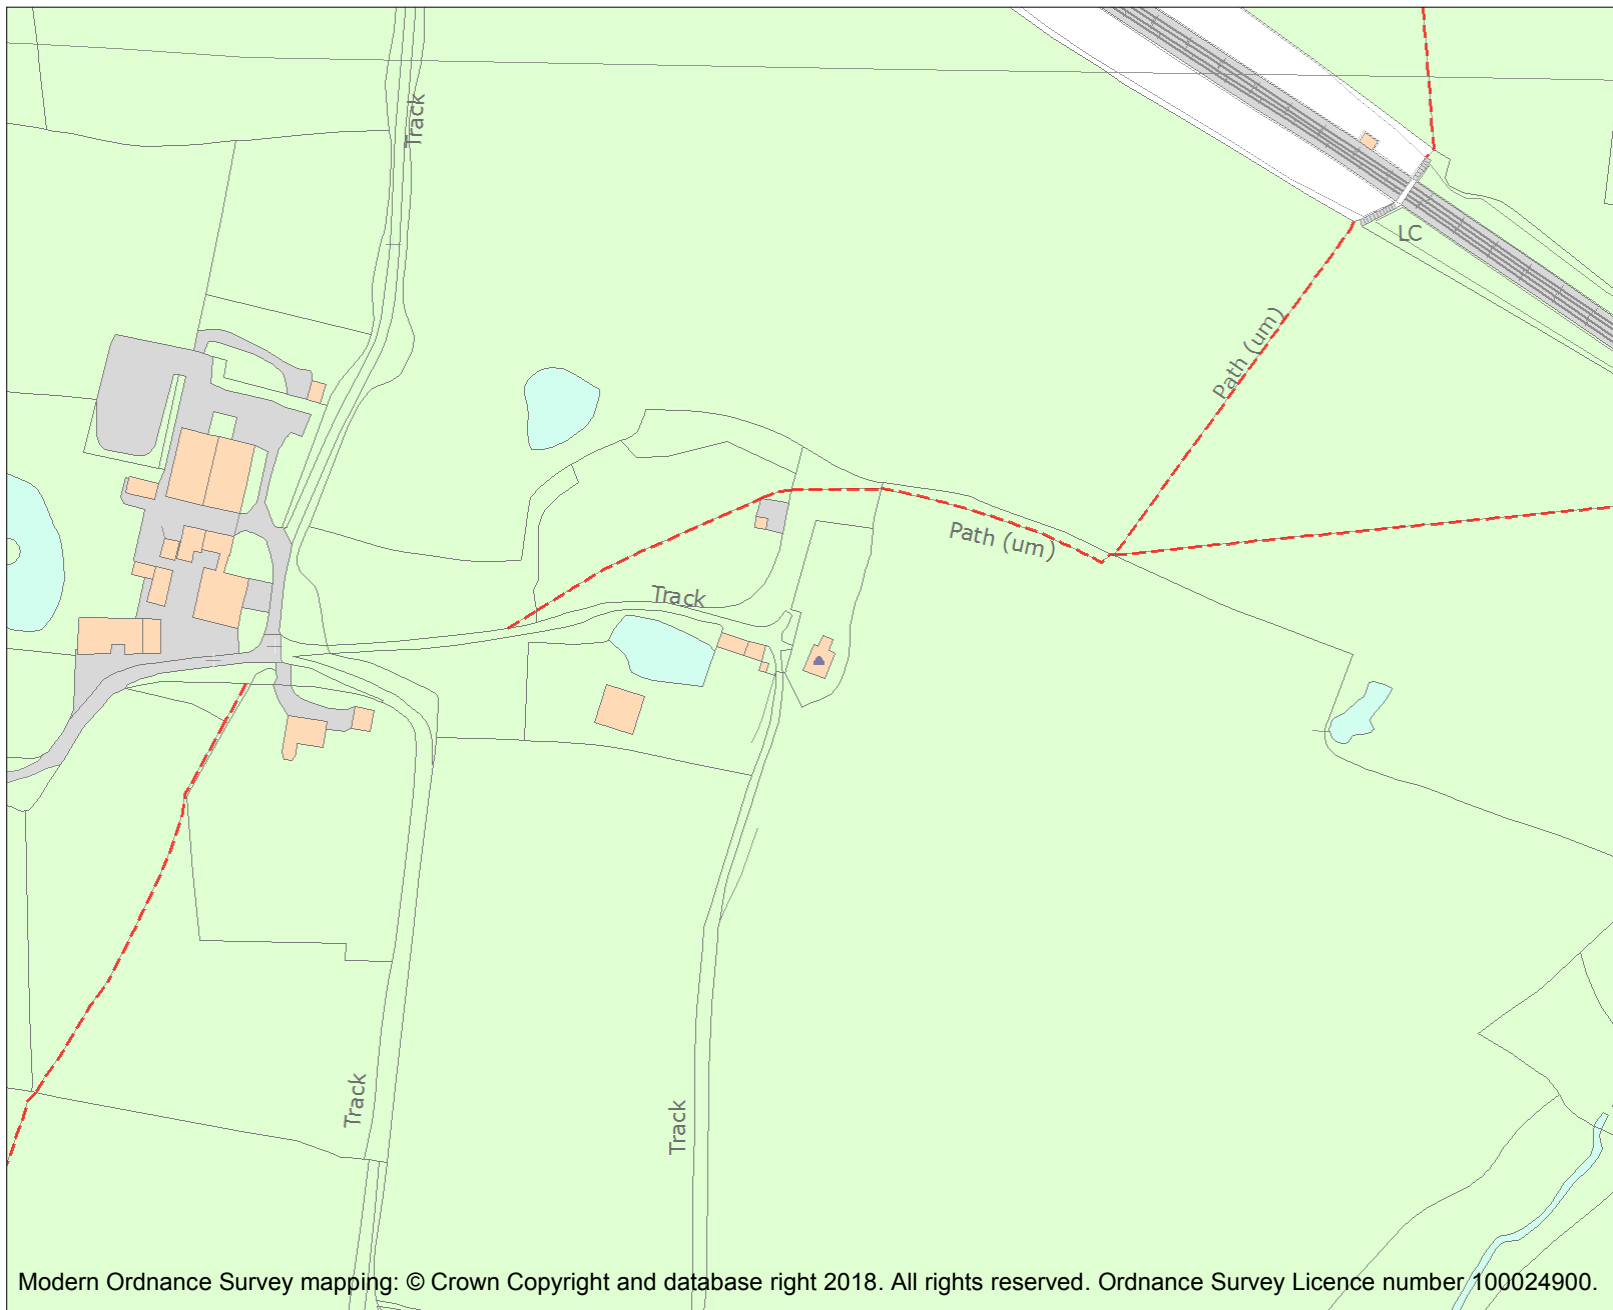 Track
LC
Path (um)
Path (um)
Track
Track
Track
Modern Ordnance Survey mapping: © Crown Copyright and database right 2018. All rights reserved. Ordnance Survey Licence number 100024900.